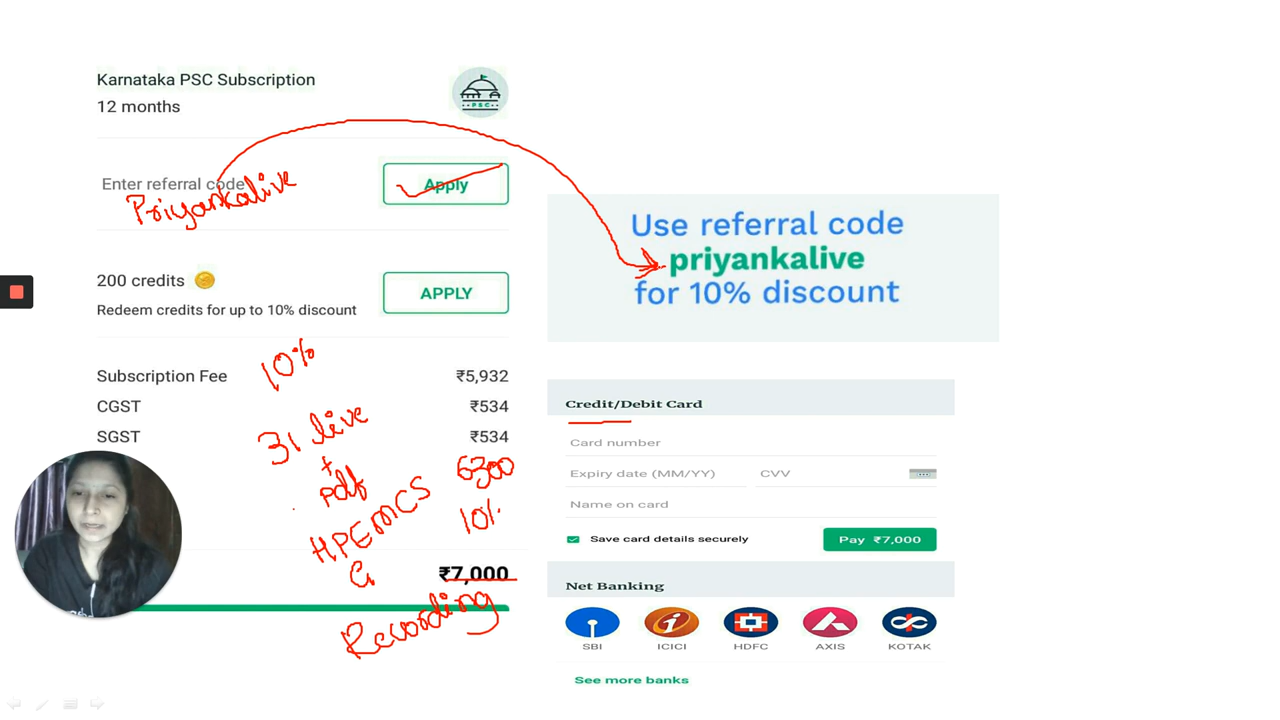 Karnataka PSC Subscription
12 months
PSC
Enter referral code
Priyankalive
Apply
200 credits
Redeem credits for up to 10% discount
APPLY
10%
Subscription Fee ₹5,932
CGST ₹534
SGST ₹534
31 live
+
pdf
6300
HPEMCS
10%
₹7,000
Recording
Use referral code
priyankalive
for 10% discount
Credit/Debit Card
Card number
Expiry date (MM/YY) CVV
Name on card
Save card details securely
Pay ₹7,000
Net Banking
SBI ICICI HDFC AXIS KOTAK
See more banks